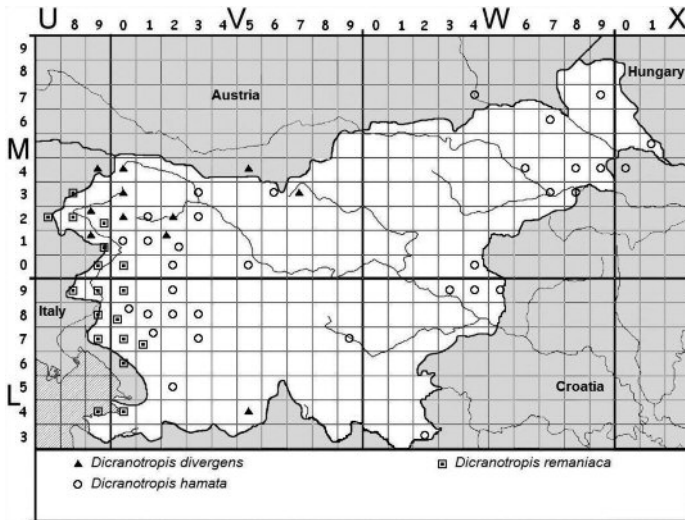 U 8 9 0 1 2 3 4 V 5 6 7 8 9 0 1 2 3 4 W 6 7 8 9 0 1 X
9
8
Hungary
7 Austria
6
M
4
3
2
1
0
9
Italy 8
7
6
5 Croatia
L
4
3
Dicranotropis divergens Dicranotropis remaniaca
Dicranotropis hamata